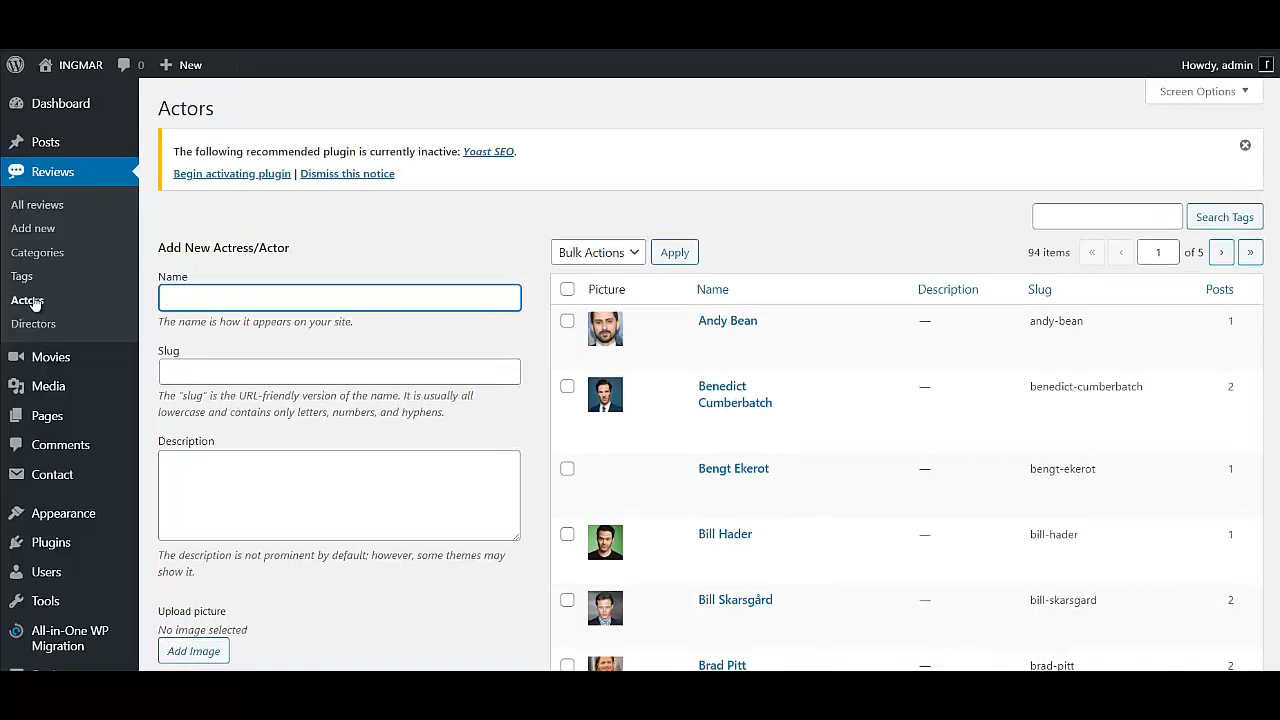 INGMAR 0 New Howdy, admin
Dashboard
Posts
Reviews
All reviews
Add new
Categories
Tags
Actors
Directors
Movies
Media
Pages
Comments
Contact
Appearance
Plugins
Users
Tools
All-in-One WP
Migration
Screen Options
Actors
The following recommended plugin is currently inactive: Yoast SEO.
Begin activating plugin | Dismiss this notice
Search Tags
Add New Actress/Actor
Name
The name is how it appears on your site.
Slug
The "slug" is the URL-friendly version of the name. It is usually all
lowercase and contains only letters, numbers, and hyphens.
Description
The description is not prominent by default; however, some themes may
show it.
Upload picture
No image selected
Add Image
Bulk Actions Apply 94 items « ‹ 1 of 5 › »
Picture Name Description Slug Posts
Andy Bean — andy-bean 1
Benedict
Cumberbatch — benedict-cumberbatch 2
Bengt Ekerot — bengt-ekerot 1
Bill Hader — bill-hader 1
Bill Skarsgård — bill-skarsgard 2
Brad Pitt — brad-pitt 2